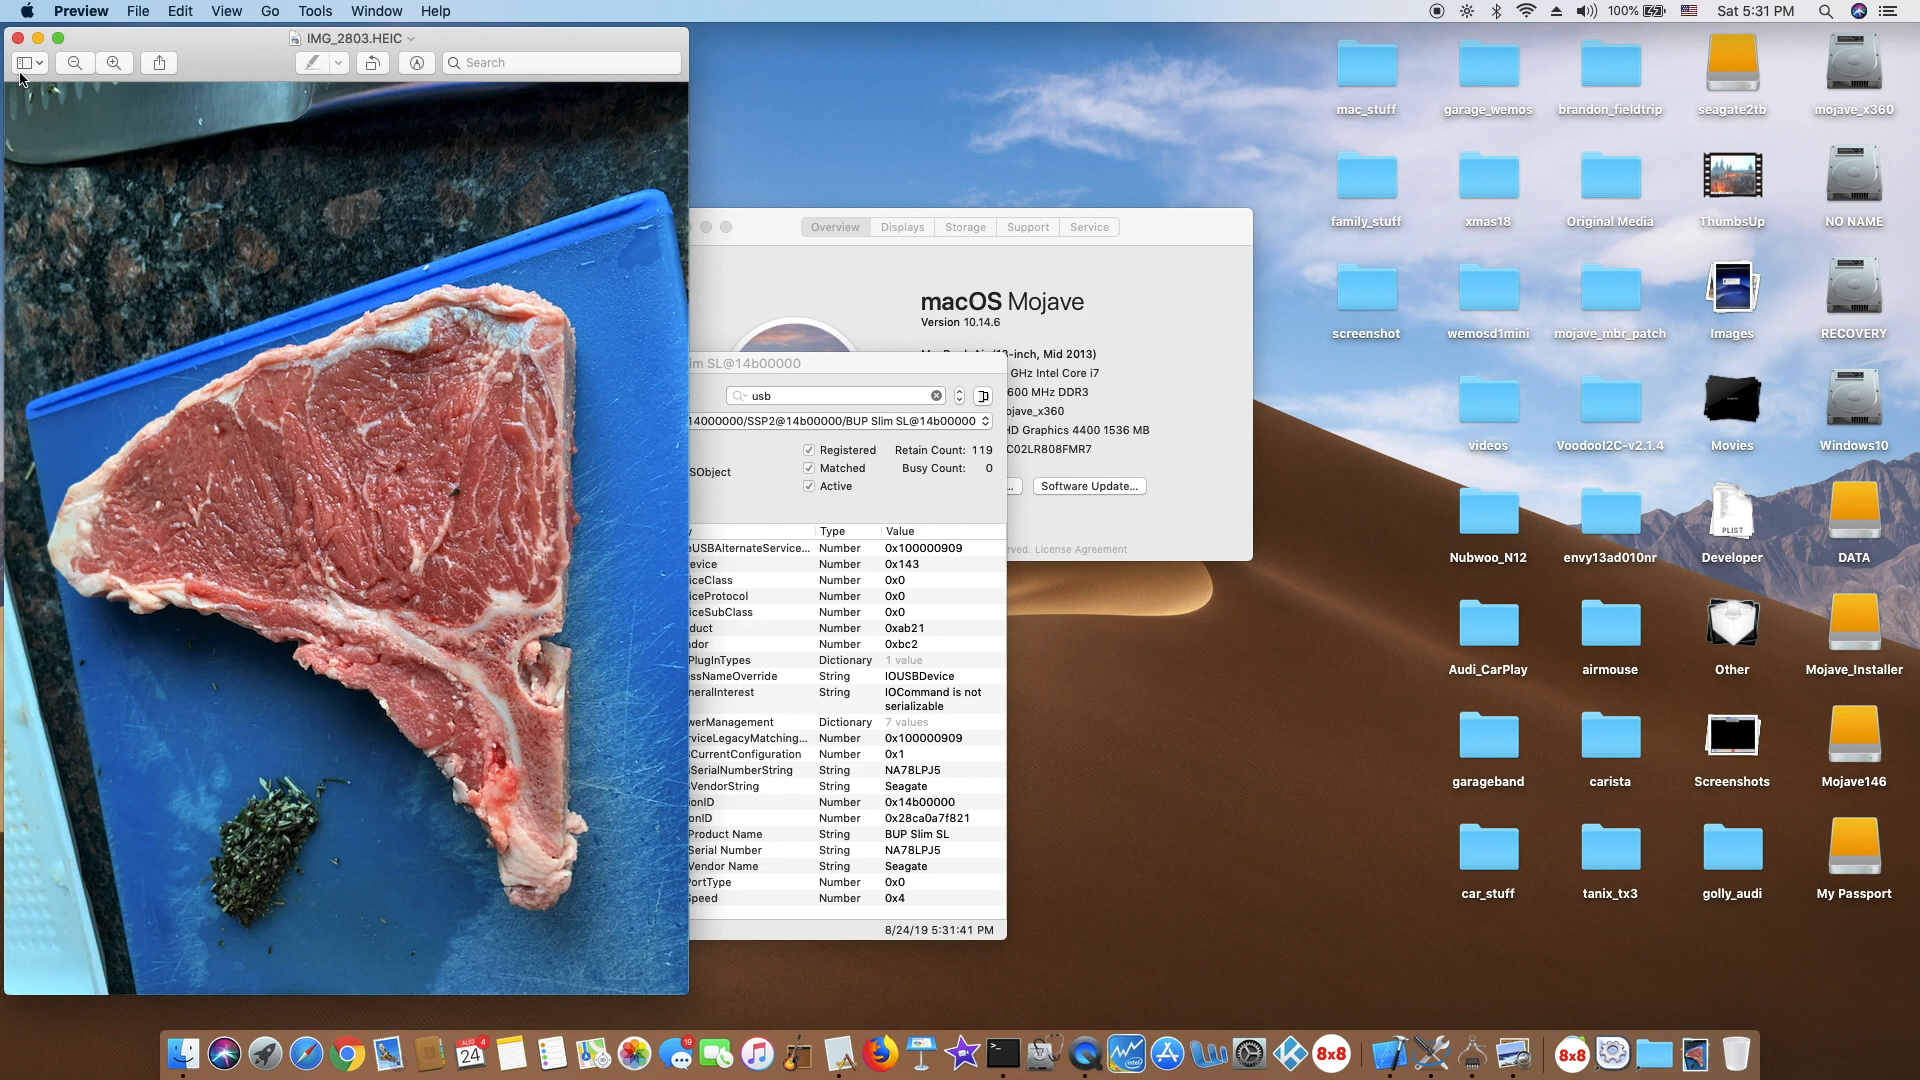 Preview File Edit View Go Tools Window Help
100% Sat 5:31 PM
IMG_2803.HEIC
Search
Overview Displays Storage Support Service
macOS Mojave
Version 10.14.6
-inch, Mid 2013)
GHz Intel Core i7
600 MHz DDR3
ojave_x360
HD Graphics 4400 1536 MB
C02LR808FMR7
... Software Update...
rved. License Agreement
im SL@14b00000
usb
14000000/SSP2@14b00000/BUP Slim SL@14b00000
Registered Retain Count: 119
SObject Matched Busy Count: 0
Active
y Type Value
eUSBAlternateService... Number 0x100000909
evice Number 0x143
iceClass Number 0x0
iceProtocol Number 0x0
iceSubClass Number 0x0
duct Number 0xab21
ndor Number 0xbc2
PlugInTypes Dictionary 1 value
ssNameOverride String IOUSBDevice
neralInterest String IOCommand is not
serializable
werManagement Dictionary 7 values
rviceLegacyMatching... Number 0x100000909
CurrentConfiguration Number 0x1
SerialNumberString String NA78LPJ5
VendorString String Seagate
ionID Number 0x14b00000
onID Number 0x28ca0a7f821
Product Name String BUP Slim SL
Serial Number String NA78LPJ5
Vendor Name String Seagate
PortType Number 0x0
Speed Number 0x4
8/24/19 5:31:41 PM
mac_stuff garage_wemos brandon_fieldtrip seagate2tb mojave_x360
family_stuff xmas18 Original Media ThumbsUp NO NAME
screenshot wemosd1mini mojave_mbr_patch Images RECOVERY
videos VoodooI2C-v2.1.4 Movies Windows10
PLIST
Nubwoo_N12 envy13ad010nr Developer DATA
Audi_CarPlay airmouse Other Mojave_Installer
garageband carista Screenshots Mojave146
car_stuff tanix_tx3 golly_audi My Passport
AUG 4
24
19
8x8
8x8